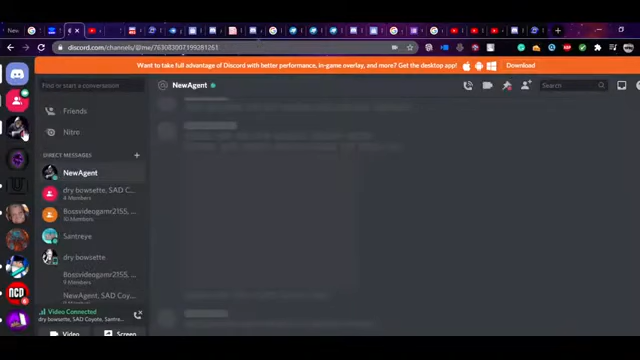 New
discord.com/channels/@me/763083007199281251
Want to take full advantage of Discord with better performance, in-game overlay, and more? Get the desktop app!
Download
Find or start a conversation
NewAgent
Search
Friends
Nitro
DIRECT MESSAGES +
NewAgent
dry bowsette, SAD C...
4 Members
Bossvideogamr2155,...
10 Members
Santreye
dry bowsette
Bossvideogamr2155, ...
9 Members
NewAgent, SAD Coy...
NCD
Video Connected
dry bowsette, SAD Coyote, Santre...
Video
Screen